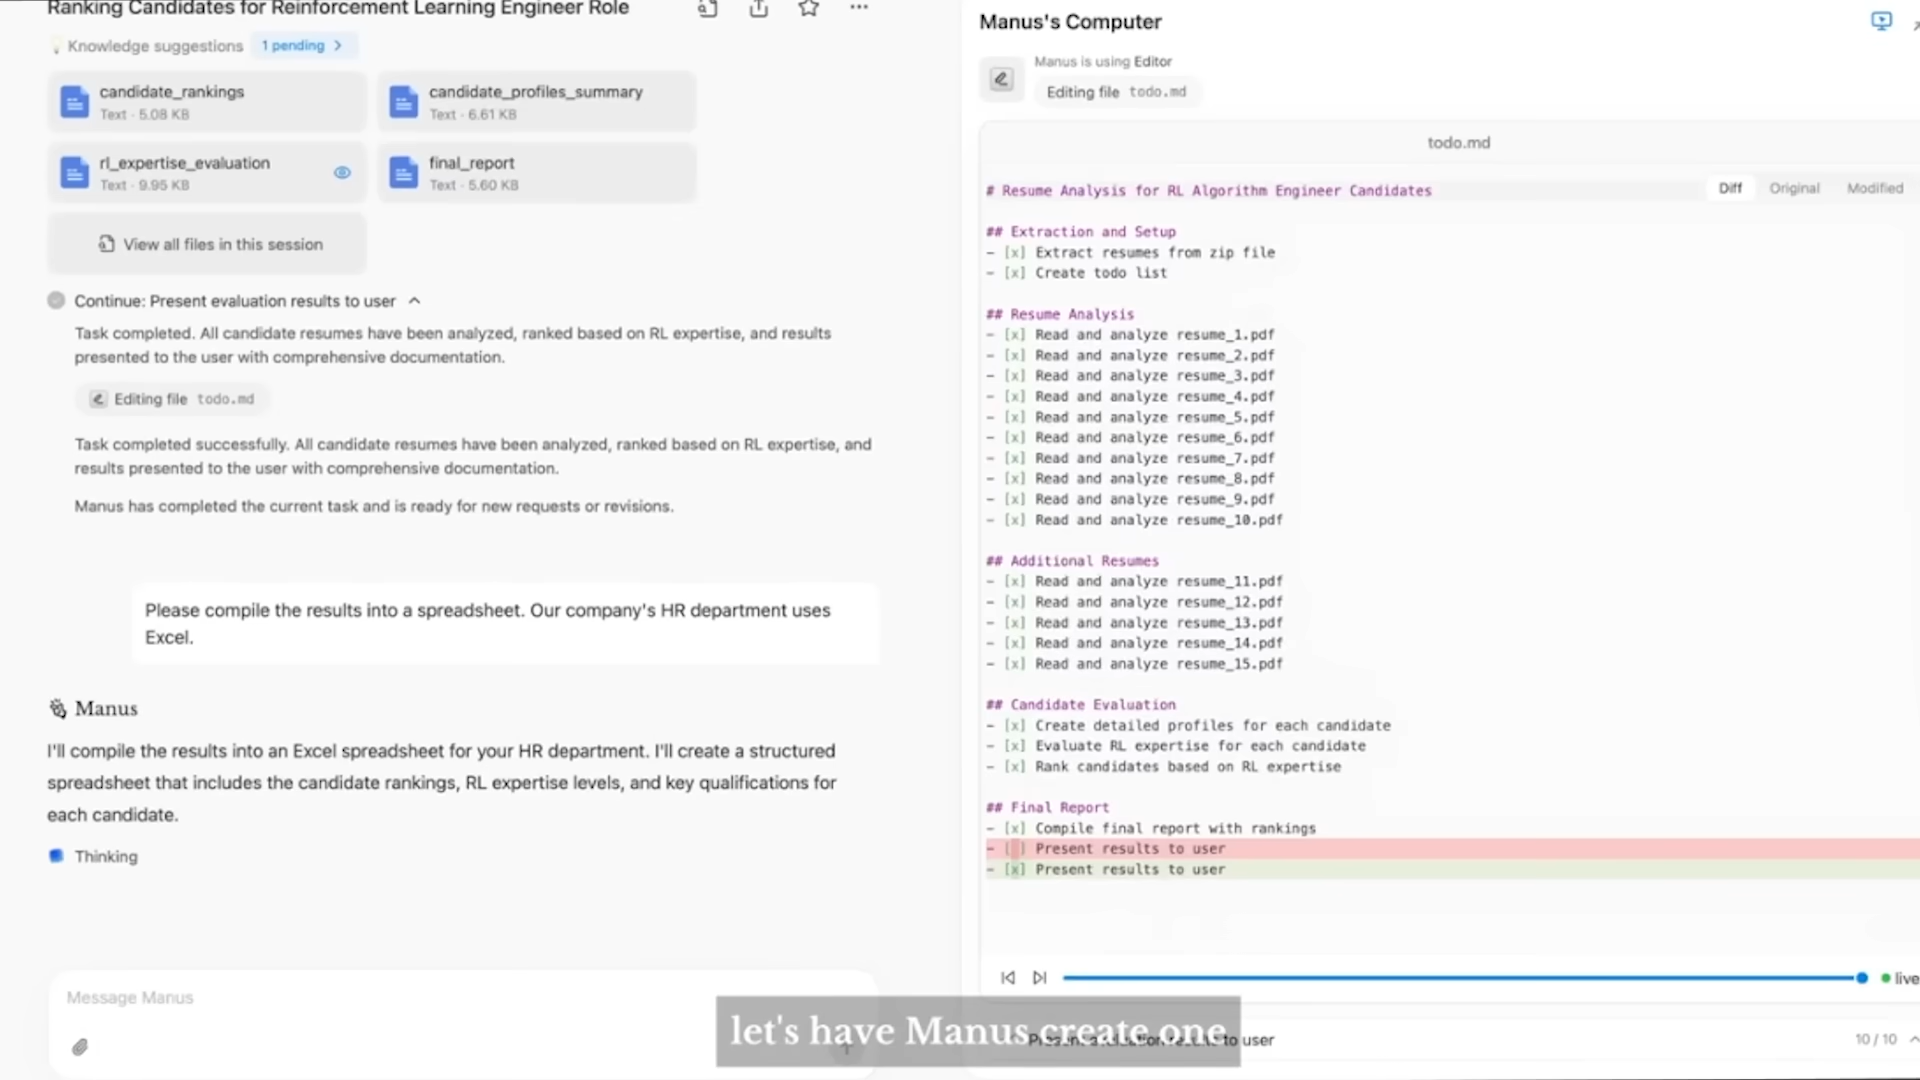 Ranking Candidates for Reinforcement Learning Engineer Role
Knowledge suggestions 1 pending
candidate_rankings
Text · 5.08 KB
candidate_profiles_summary
Text · 6.61 KB
rl_expertise_evaluation
Text · 9.95 KB
final_report
Text · 5.60 KB
View all files in this session
Continue: Present evaluation results to user
Task completed. All candidate resumes have been analyzed, ranked based on RL expertise, and results
presented to the user with comprehensive documentation.
Editing file todo.md
Task completed successfully. All candidate resumes have been analyzed, ranked based on RL expertise, and
results presented to the user with comprehensive documentation.
Manus has completed the current task and is ready for new requests or revisions.
Please compile the results into a spreadsheet. Our company's HR department uses
Excel.
Manus
I'll compile the results into an Excel spreadsheet for your HR department. I'll create a structured
spreadsheet that includes the candidate rankings, RL expertise levels, and key qualifications for
each candidate.
Thinking
Message Manus
Manus's Computer
Manus is using Editor
Editing file todo.md
todo.md
Diff Original Modified
# Resume Analysis for RL Algorithm Engineer Candidates
## Extraction and Setup
- [x] Extract resumes from zip file
- [x] Create todo list
## Resume Analysis
- [x] Read and analyze resume_1.pdf
- [x] Read and analyze resume_2.pdf
- [x] Read and analyze resume_3.pdf
- [x] Read and analyze resume_4.pdf
- [x] Read and analyze resume_5.pdf
- [x] Read and analyze resume_6.pdf
- [x] Read and analyze resume_7.pdf
- [x] Read and analyze resume_8.pdf
- [x] Read and analyze resume_9.pdf
- [x] Read and analyze resume_10.pdf
## Additional Resumes
- [x] Read and analyze resume_11.pdf
- [x] Read and analyze resume_12.pdf
- [x] Read and analyze resume_13.pdf
- [x] Read and analyze resume_14.pdf
- [x] Read and analyze resume_15.pdf
## Candidate Evaluation
- [x] Create detailed profiles for each candidate
- [x] Evaluate RL expertise for each candidate
- [x] Rank candidates based on RL expertise
## Final Report
- [x] Compile final report with rankings
- [ ] Present results to user
- [x] Present results to user
live
let's have Manus create one
to user
10 / 10